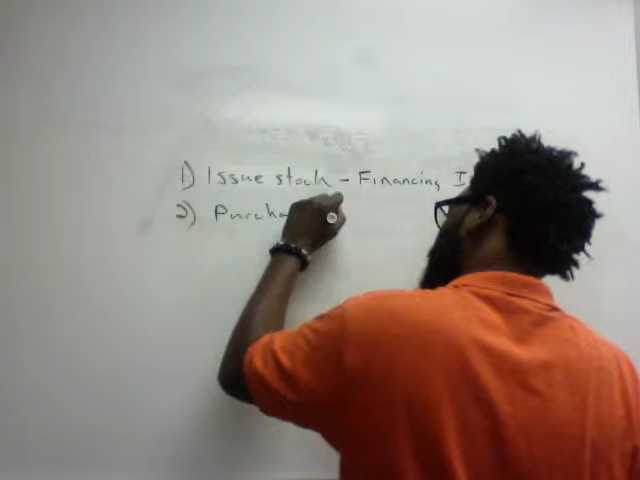 1) Issue stock - Financing I
2) Purcha